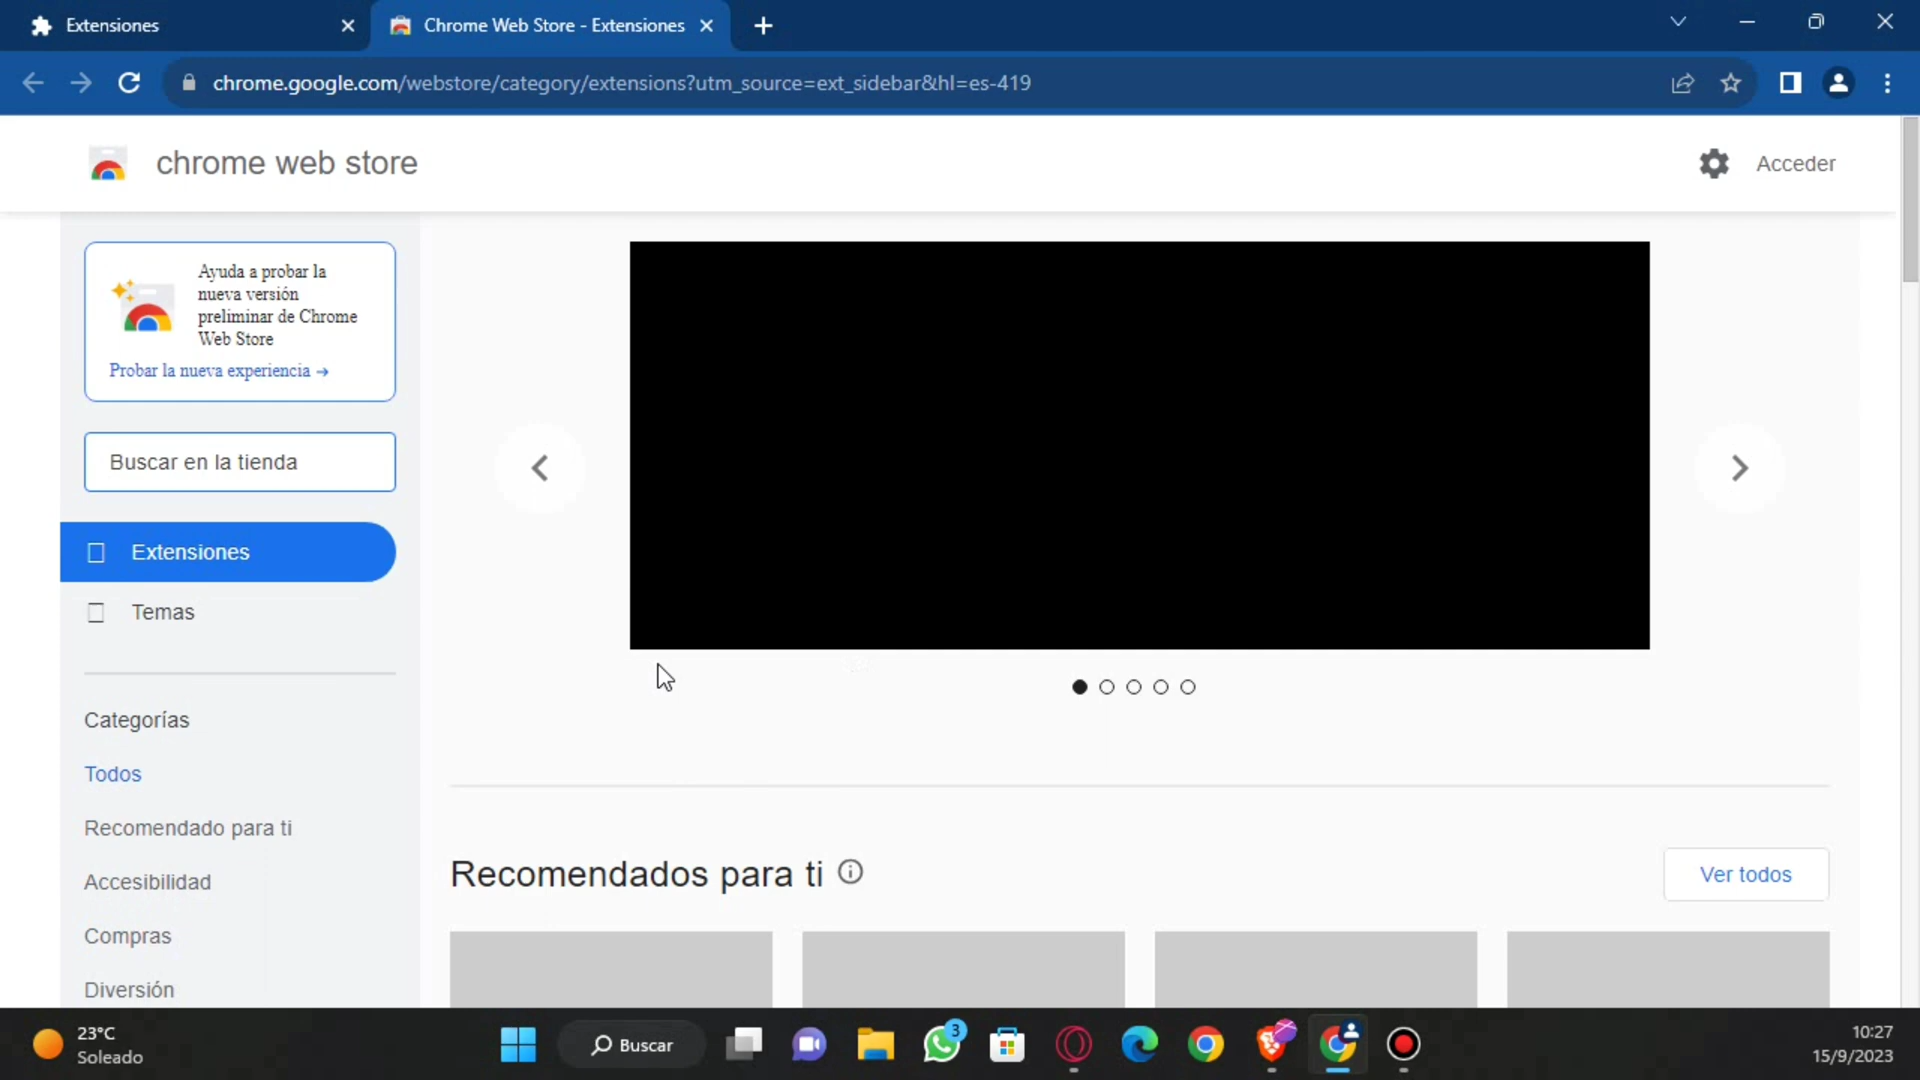 Extensiones
Chrome Web Store - Extensiones
chrome.google.com/webstore/category/extensions?utm_source=ext_sidebar&hl=es-419
chrome web store
Acceder
Ayuda a probar la
nueva versión
preliminar de Chrome
Web Store
Probar la nueva experiencia →
Buscar en la tienda
Extensiones
Temas
Categorías
Todos
Recomendado para ti
Accesibilidad
Compras
Diversión
Recomendados para ti
Ver todos
23°C
Soleado
Buscar
3
10:27
15/9/2023